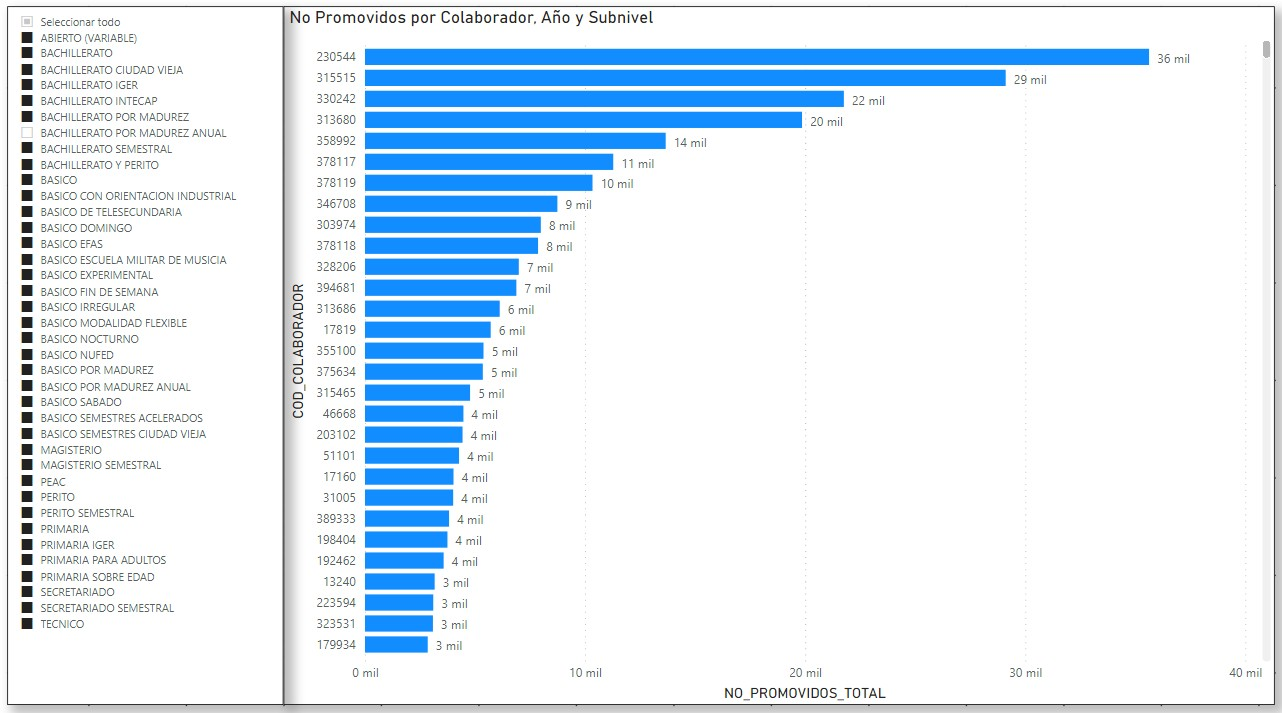 Seleccionar todo
ABIERTO (VARIABLE)
BACHILLERATO
BACHILLERATO CIUDAD VIEJA
BACHILLERATO IGER
BACHILLERATO INTECAP
BACHILLERATO POR MADUREZ
BACHILLERATO POR MADUREZ ANUAL
BACHILLERATO SEMESTRAL
BACHILLERATO Y PERITO
BASICO
BASICO CON ORIENTACION INDUSTRIAL
BASICO DE TELESECUNDARIA
BASICO DOMINGO
BASICO EFAS
BASICO ESCUELA MILITAR DE MUSICIA
BASICO EXPERIMENTAL
BASICO FIN DE SEMANA
BASICO IRREGULAR
BASICO MODALIDAD FLEXIBLE
BASICO NOCTURNO
BASICO NUFED
BASICO POR MADUREZ
BASICO POR MADUREZ ANUAL
BASICO SABADO
BASICO SEMESTRES ACELERADOS
BASICO SEMESTRES CIUDAD VIEJA
MAGISTERIO
MAGISTERIO SEMESTRAL
PEAC
PERITO
PERITO SEMESTRAL
PRIMARIA
PRIMARIA IGER
PRIMARIA PARA ADULTOS
PRIMARIA SOBRE EDAD
SECRETARIADO
SECRETARIADO SEMESTRAL
TECNICO
No Promovidos por Colaborador, Año y Subnivel
COD_COLABORADOR
230544 36 mil
315515 29 mil
330242 22 mil
313680 20 mil
358992 14 mil
378117 11 mil
378119 10 mil
346708 9 mil
303974 8 mil
378118 8 mil
328206 7 mil
394681 7 mil
313686 6 mil
17819 6 mil
355100 5 mil
375634 5 mil
315465 5 mil
46668 4 mil
203102 4 mil
51101 4 mil
17160 4 mil
31005 4 mil
389333 4 mil
198404 4 mil
192462 4 mil
13240 3 mil
223594 3 mil
323531 3 mil
179934 3 mil
0 mil 10 mil 20 mil 30 mil 40 mil
NO_PROMOVIDOS_TOTAL